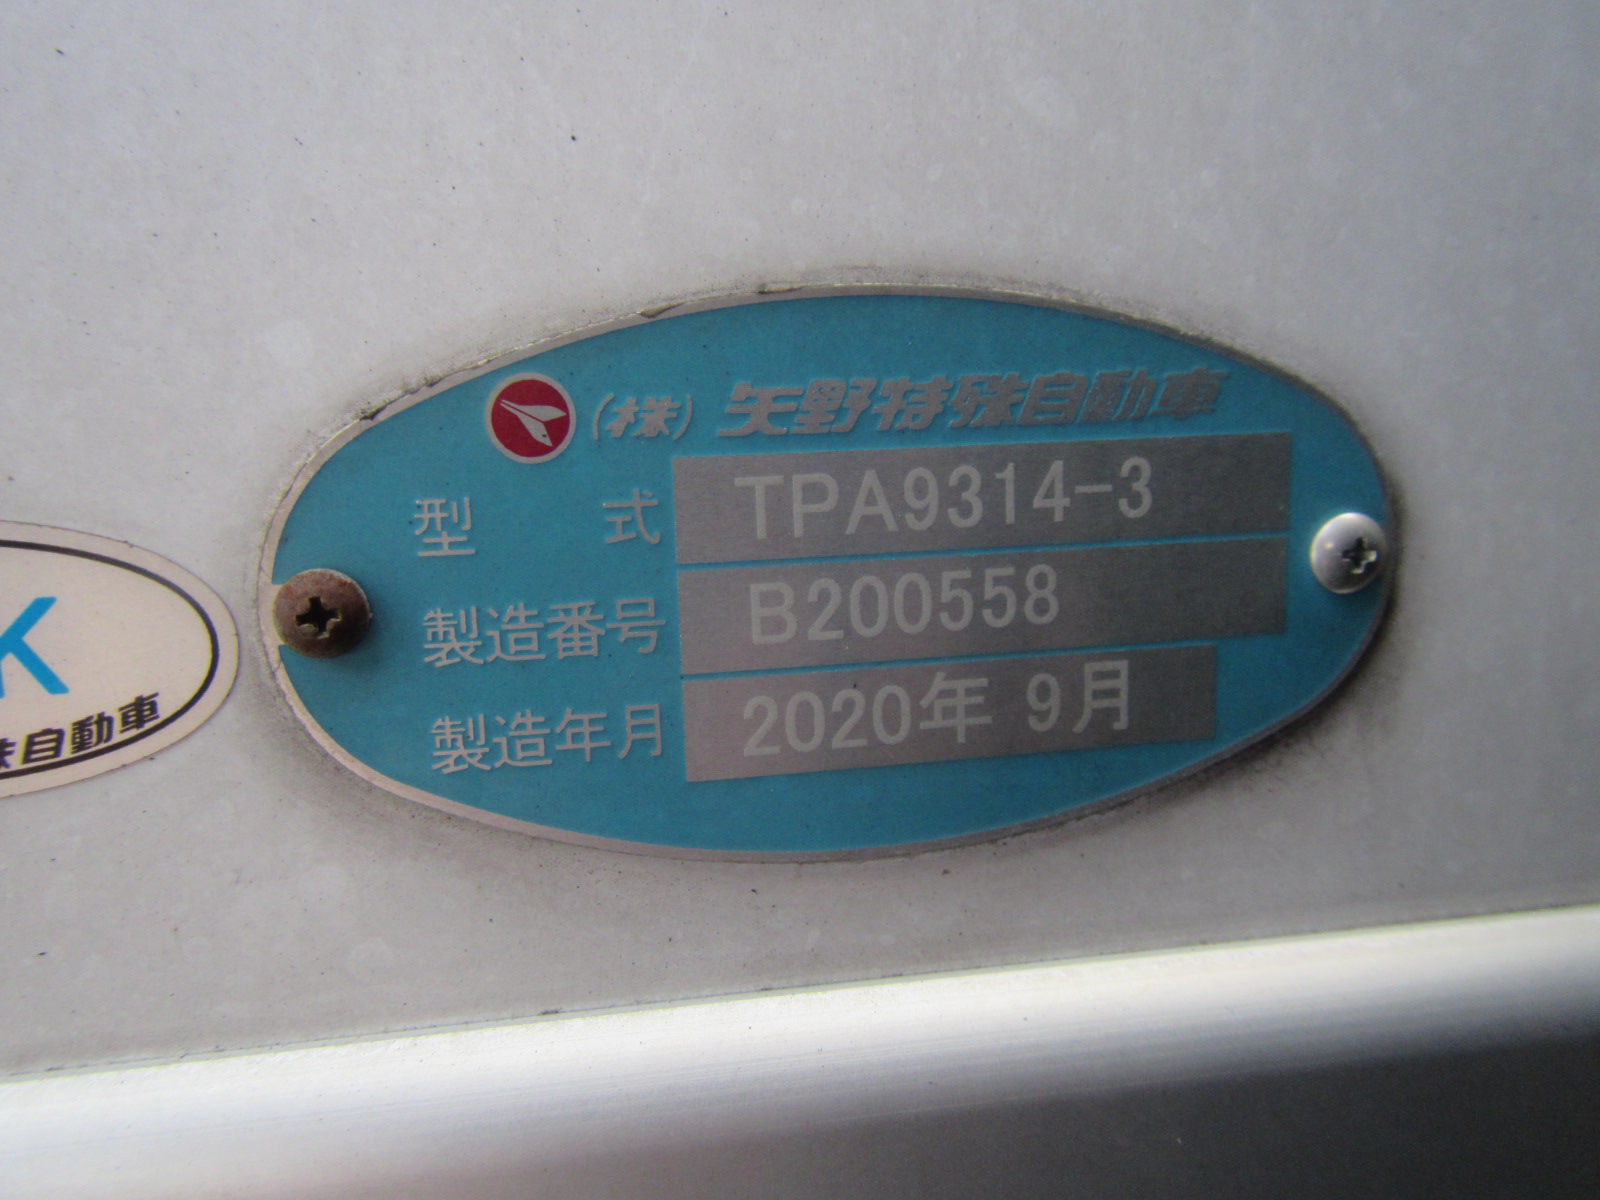 (株) 矢野特殊自動車
型 式 TPA9314-3
製造番号 B200558
製造年月 2020年 9月
K
殊自動車